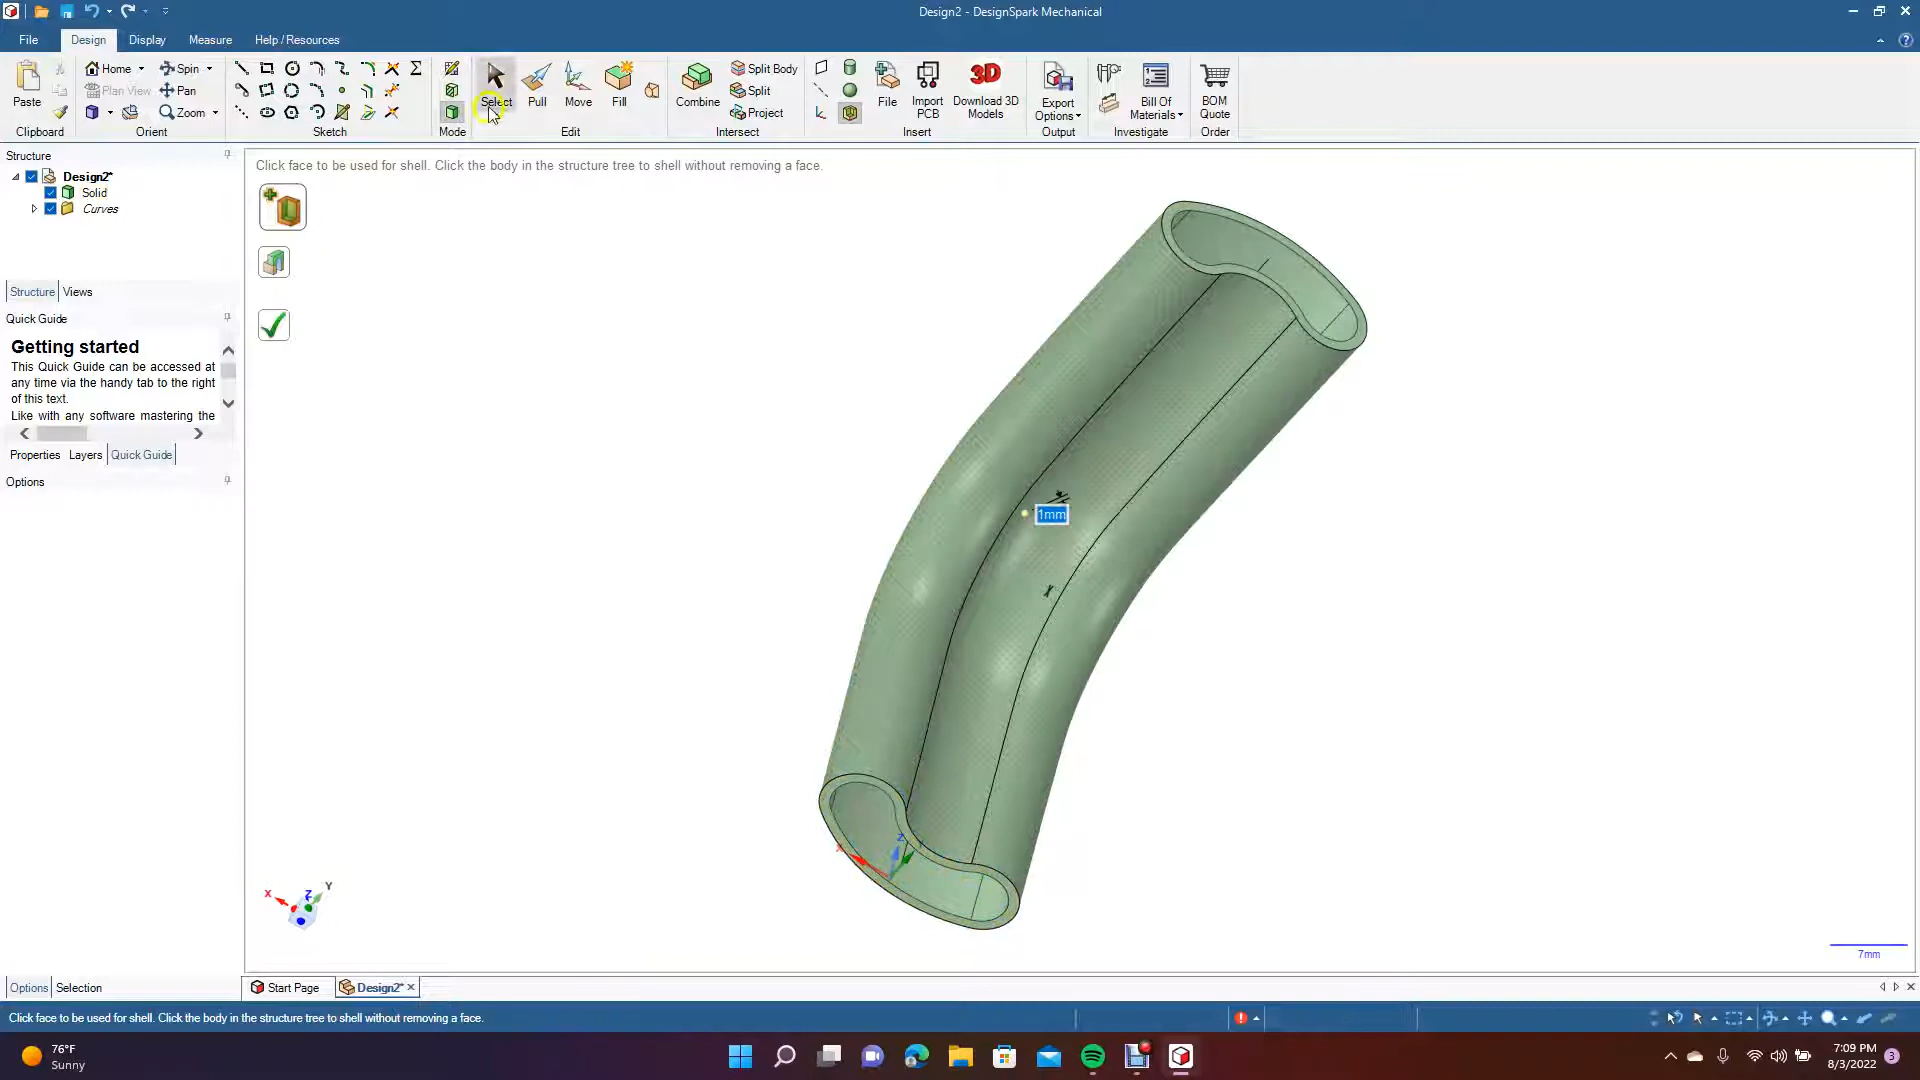 Design2 - DesignSpark Mechanical
File Design Display Measure Help / Resources
Paste
Clipboard
Home Spin
Plan View Pan
Zoom
Orient
Sketch
Mode
Select Pull Move Fill
Edit
Combine
Split Body
Split
Project
Intersect
File
Import PCB
3D
Download 3D Models
Insert
Export Options
Output
Bill Of Materials
Investigate
BOM Quote
Order
Structure
Design2*
Solid
Curves
Structure Views
Quick Guide
Getting started
This Quick Guide can be accessed at
any time via the handy tab to the right
of this text.
Like with any software mastering the
Properties Layers Quick Guide
Options
Click face to be used for shell. Click the body in the structure tree to shell without removing a face.
1mm
X
Z
X Z Y
7mm
Options Selection
Start Page Design2*
Click face to be used for shell. Click the body in the structure tree to shell without removing a face.
76°F
Sunny
7:09 PM
8/3/2022
3